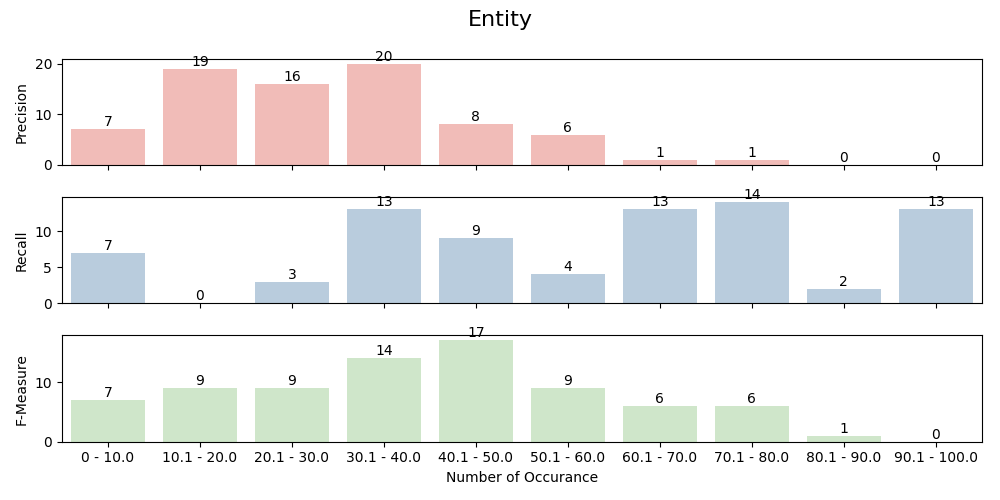 Entity
Precision
20
10
0
7 19 16 20 8 6 1 1 0 0
Recall
10
5
0
7 0 3 13 9 4 13 14 2 13
F-Measure
10
0
7 9 9 14 17 9 6 6 1 0
0 - 10.0 10.1 - 20.0 20.1 - 30.0 30.1 - 40.0 40.1 - 50.0 50.1 - 60.0 60.1 - 70.0 70.1 - 80.0 80.1 - 90.0 90.1 - 100.0
Number of Occurance